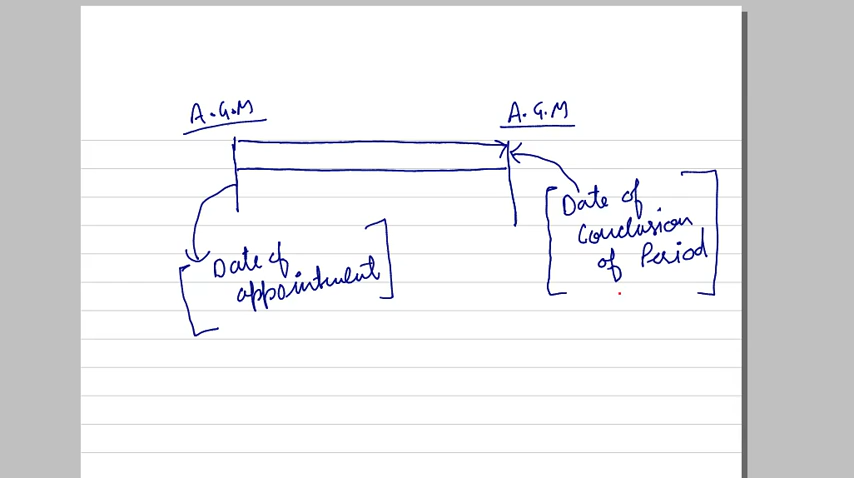 A.G.M
A.G.M
Date of
appointment
Date of
Conclusion
of Period